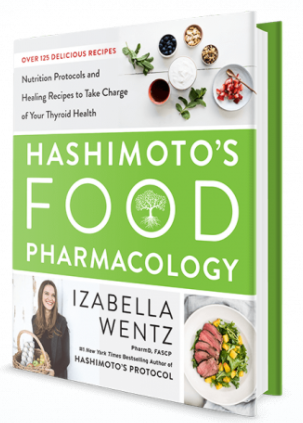 OVER 125 DELICIOUS RECIPES
Nutrition Protocols and
Healing Recipes to Take Charge
of Your Thyroid Health
HASHIMOTO'S
FOOD
PHARMACOLOGY
IZABELLA
WENTZ
PharmD, FASCP
#1 New York Times Bestselling Author of
HASHIMOTO'S PROTOCOL